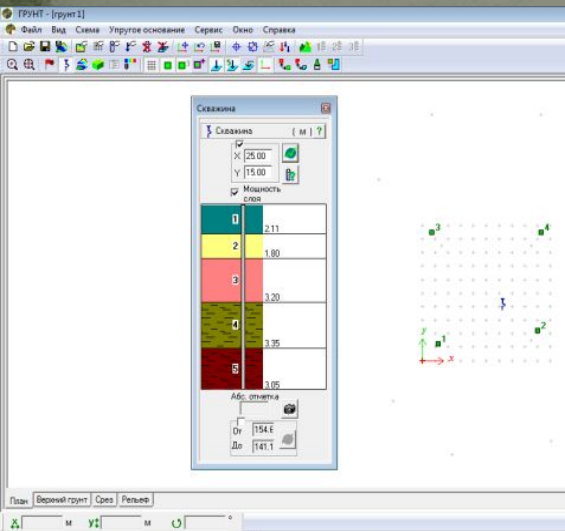 ГРУНТ - [грунт1]
Файл Вид Схема Упругое основание Сервис Окно Справка
Скважина
Скважина ( м ) ?
X 25.00
Y 15.00
Мощность
слоя
1 2.11
2 1.80
3 3.20
4 3.35
5 3.05
Абс. отметка
От 154.6
До 141.1
3 4
2
1
y
x
План Верхний грунт Срез Рельеф
м y м °